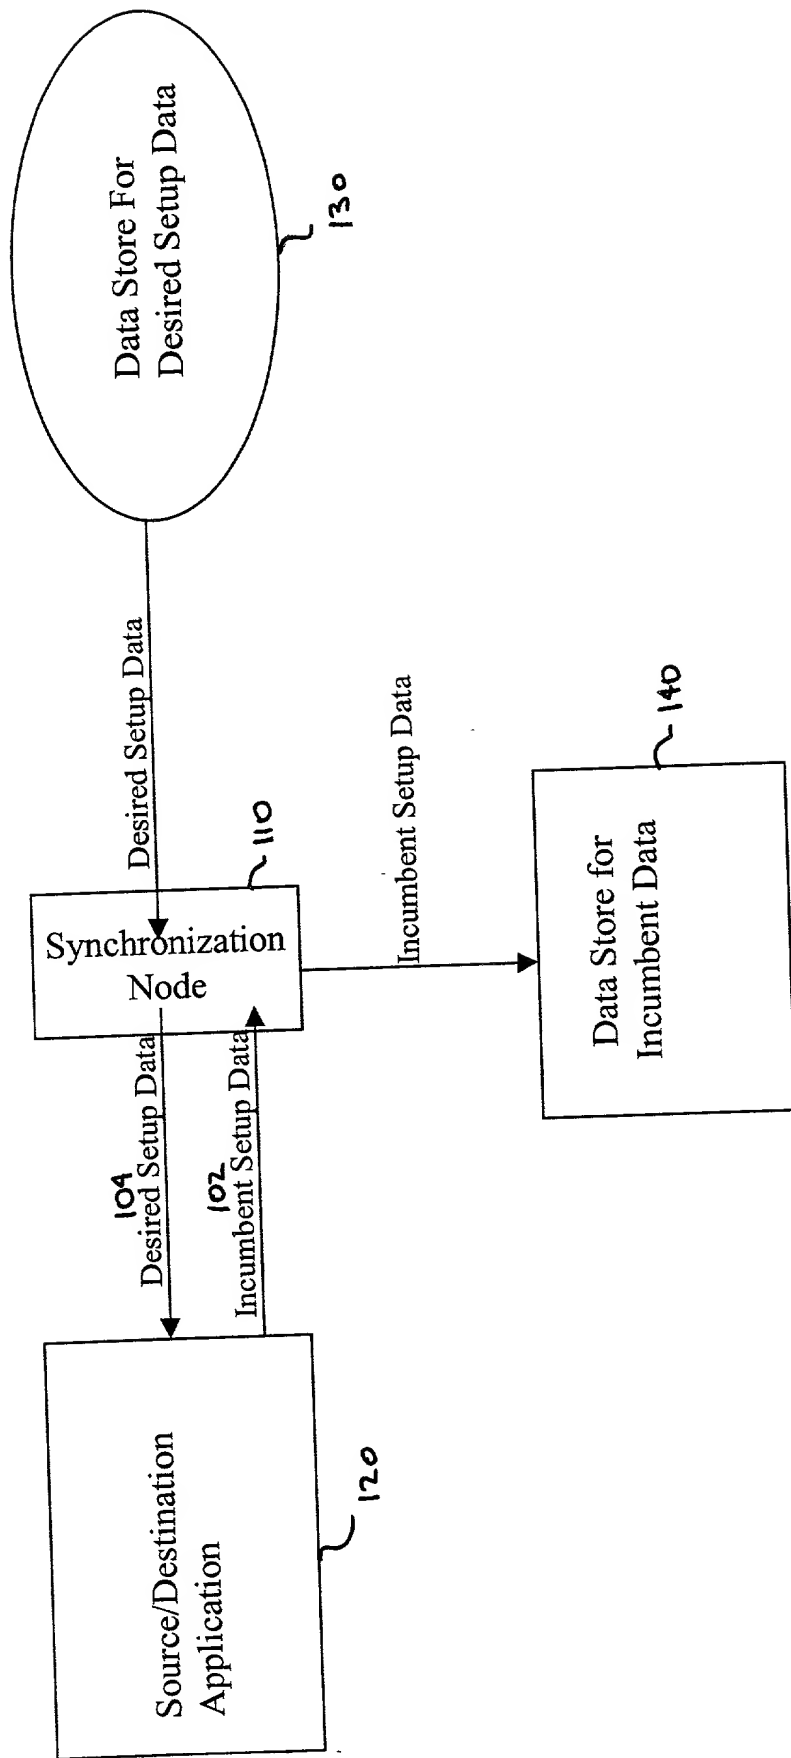 Data Store For
Desired Setup Data
130
Desired Setup Data
Synchronization
Node
110
104
Desired Setup Data
102
Incumbent Setup Data
Incumbent Setup Data
Source/Destination
Application
120
Data Store for
Incumbent Data
140